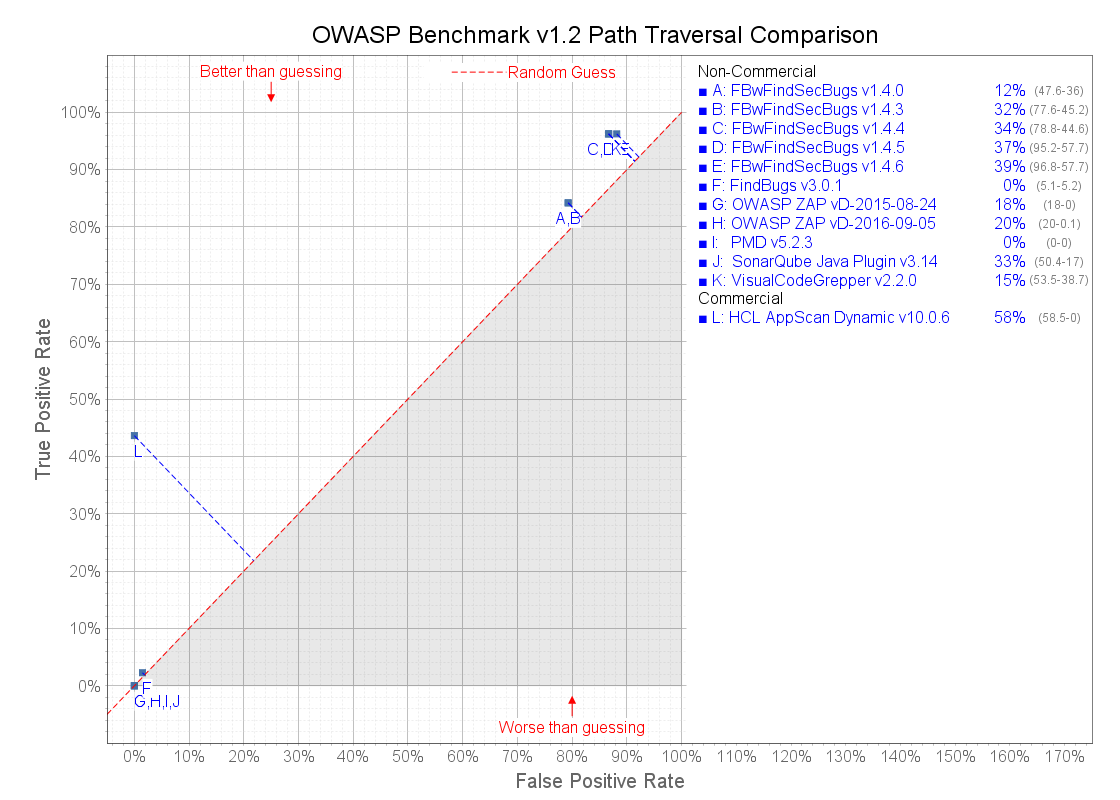 OWASP Benchmark v1.2 Path Traversal Comparison
Better than guessing
Random Guess
Non-Commercial
A: FBwFindSecBugs v1.4.0 12% (47.6-36)
B: FBwFindSecBugs v1.4.3 32% (77.6-45.2)
C: FBwFindSecBugs v1.4.4 34% (78.8-44.6)
D: FBwFindSecBugs v1.4.5 37% (95.2-57.7)
E: FBwFindSecBugs v1.4.6 39% (96.8-57.7)
F: FindBugs v3.0.1 0% (5.1-5.2)
G: OWASP ZAP vD-2015-08-24 18% (18-0)
H: OWASP ZAP vD-2016-09-05 20% (20-0.1)
I: PMD v5.2.3 0% (0-0)
J: SonarQube Java Plugin v3.14 33% (50.4-17)
K: VisualCodeGrepper v2.2.0 15% (53.5-38.7)
Commercial
L: HCL AppScan Dynamic v10.0.6 58% (58.5-0)
True Positive Rate
100%
90%
80%
70%
60%
50%
40%
30%
20%
10%
0%
C,D
A,B
L
F
G,H,I,J
Worse than guessing
0% 10% 20% 30% 40% 50% 60% 70% 80% 90% 100% 110% 120% 130% 140% 150% 160% 170%
False Positive Rate